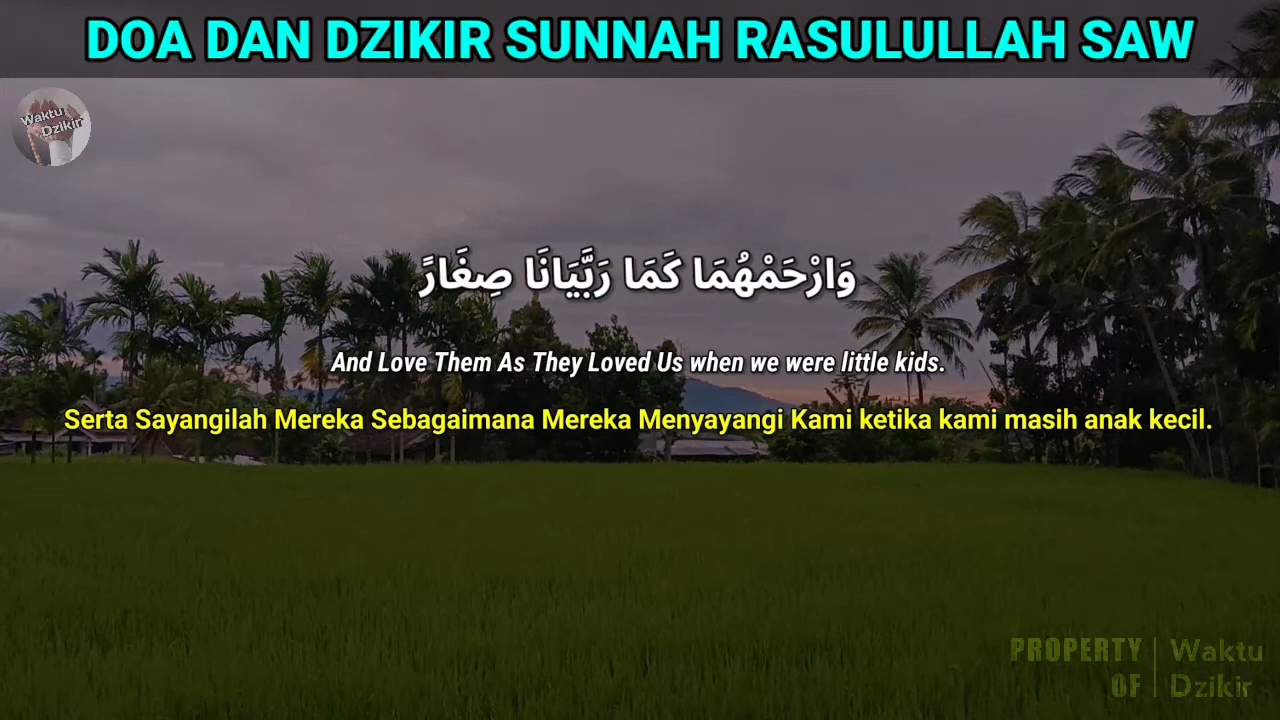 DOA DAN DZIKIR SUNNAH RASULULLAH SAW
Waktu
Dzikir
وَارْحَمْهُمَا كَمَا رَبَّيَانَا صِغَارً
And Love Them As They Loved Us when we were little kids.
Serta Sayangilah Mereka Sebagaimana Mereka Menyayangi Kami ketika kami masih anak kecil.
PROPERTY OF | Waktu Dzikir